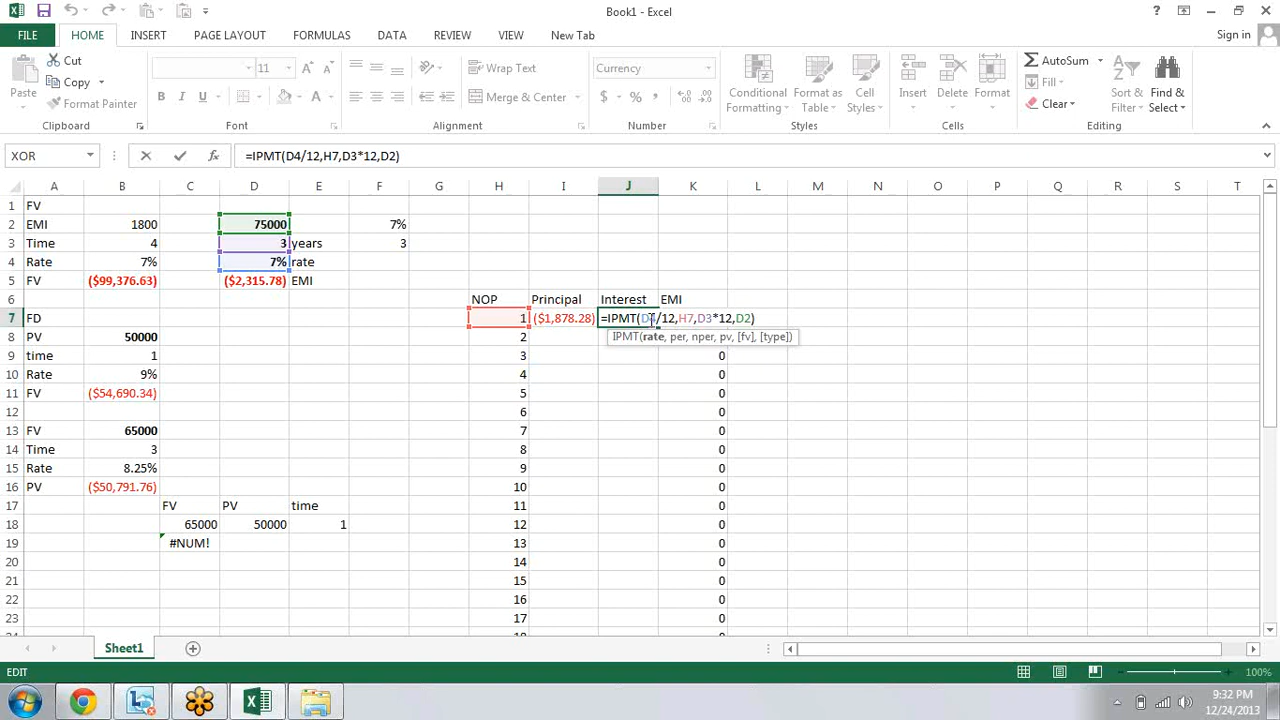 Book1 - Excel
FILE HOME INSERT PAGE LAYOUT FORMULAS DATA REVIEW VIEW New Tab Sign in
Paste Cut Copy Format Painter Clipboard
11 B I U Font
Wrap Text Merge & Center Alignment
Currency $ % , Number
Conditional Formatting Format as Table Cell Styles Styles
Insert Delete Format Cells
AutoSum Fill Clear Sort & Filter Find & Select Editing
XOR fx =IPMT(D4/12,H7,D3*12,D2)
A B C D E F G H I J K L M N O P Q R S T
1 FV
2 EMI 1800 75000 7%
3 Time 4 3 years 3
4 Rate 7% 7% rate
5 FV ($99,376.63) ($2,315.78) EMI
6 NOP Principal Interest EMI
7 FD 1 ($1,878.28) =IPMT(D4/12,H7,D3*12,D2)
8 PV 50000 2 IPMT(rate, per, nper, pv, [fv], [type])
9 time 1 3 0
10 Rate 9% 4 0
11 FV ($54,690.34) 5 0
12 6 0
13 FV 65000 7 0
14 Time 3 8 0
15 Rate 8.25% 9 0
16 PV ($50,791.76) 10 0
17 FV PV time 11 0
18 65000 50000 1 12 0
19 #NUM! 13 0
20 14 0
21 15 0
22 16 0
23 17 0
Sheet1
EDIT 100%
9:32 PM
12/24/2013